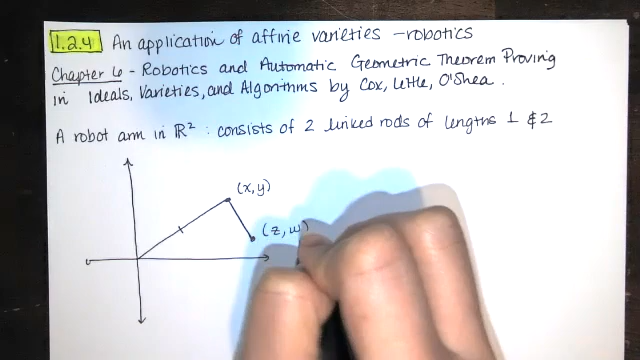 1.2.4 An application of affine varieties - robotics
Chapter 6 - Robotics and Automatic Geometric Theorem Proving
in Ideals, Varieties, and Algorithms by Cox, Little, O'Shea.
A robot arm in ℝ² : consists of 2 linked rods of lengths 1 & 2
(x,y)
(z,w)